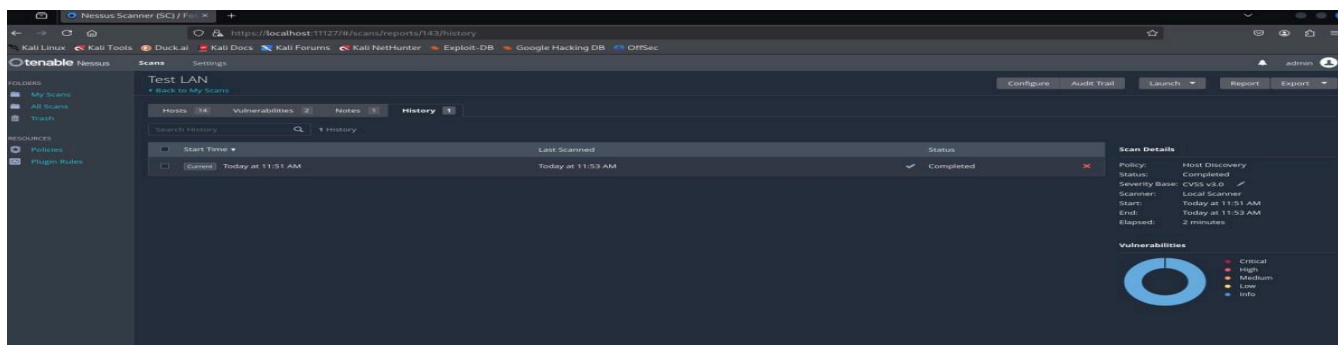 Nessus Scanner (SC) / Fol
https://localhost:11127/#/scans/reports/143/history
Kali Linux Kali Tools Duck.ai Kali Docs Kali Forums Kali NetHunter Exploit-DB Google Hacking DB OffSec
tenable Nessus Scans Settings admin
FOLDERS
My Scans
All Scans
Trash
RESOURCES
Policies
Plugin Rules
Test LAN
Back to My Scans
Configure Audit Trail Launch Report Export
Hosts 14 Vulnerabilities 2 Notes 1 History 1
Search History 1 History
Start Time Last Scanned Status
Current Today at 11:51 AM Today at 11:53 AM Completed
Scan Details
Policy: Host Discovery
Status: Completed
Severity Base: CVSS v3.0
Scanner: Local Scanner
Start: Today at 11:51 AM
End: Today at 11:53 AM
Elapsed: 2 minutes
Vulnerabilities
Critical
High
Medium
Low
Info